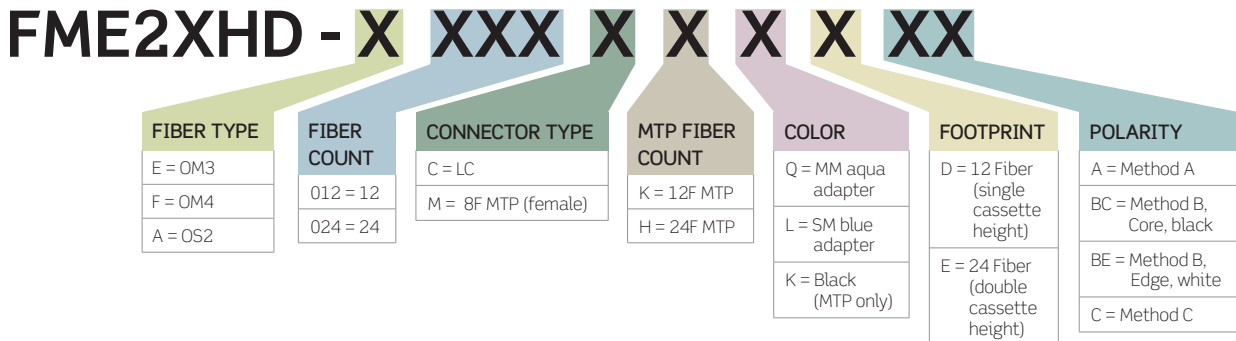 FME2XHD - X XXX X X X X XX
FIBER TYPE
E = OM3
F = OM4
A = OS2
FIBER
COUNT
012 = 12
024 = 24
CONNECTOR TYPE
C = LC
M = 8F MTP (female)
MTP FIBER
COUNT
K = 12F MTP
H = 24F MTP
COLOR
Q = MM aqua
adapter
L = SM blue
adapter
K = Black
(MTP only)
FOOTPRINT
D = 12 Fiber
(single
cassette
height)
E = 24 Fiber
(double
cassette
height)
POLARITY
A = Method A
BC = Method B,
Core, black
BE = Method B,
Edge, white
C = Method C